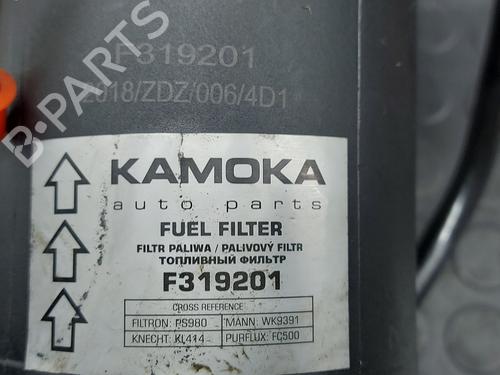 F319201
2018/ZDZ/006/4D1
B-PARTS
KAMOKA
auto parts
FUEL FILTER
FILTR PALIWA / PALIVOVÝ FILTR
ТОПЛИВНЫЙ ФИЛЬТР
F319201
CROSS REFERENCE
FILTRON: PS980 MANN: WK9391
KNECHT: KL414 PURFLUX: FC500